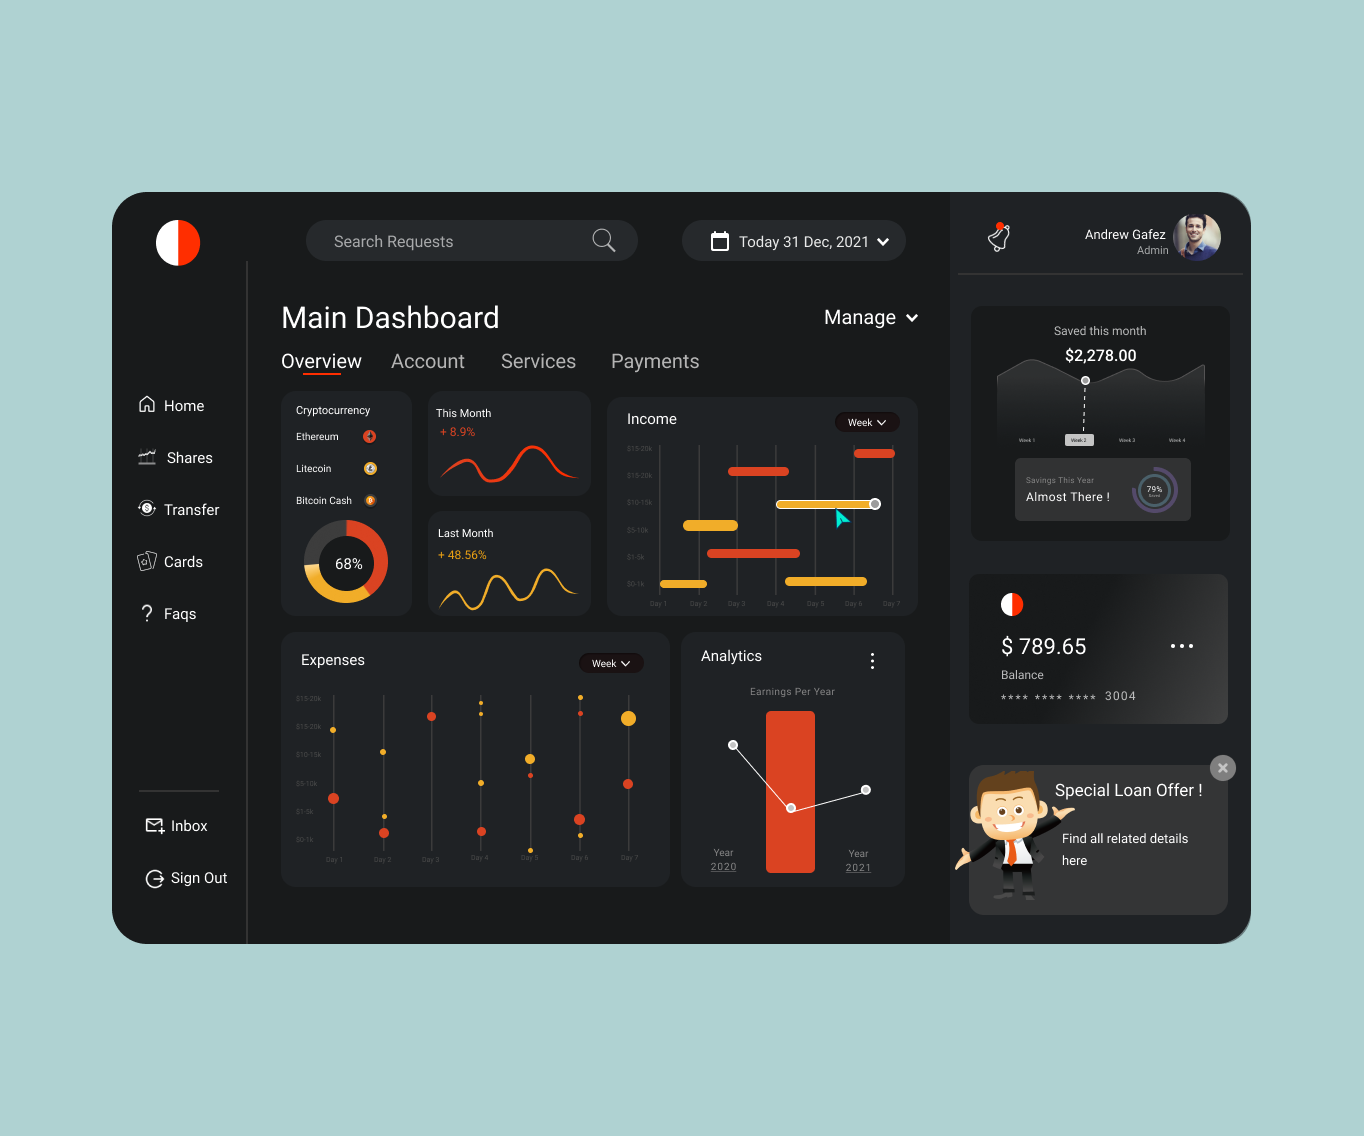 Search Requests
Today 31 Dec, 2021
Andrew Gafez
Admin
Main Dashboard
Manage
Overview
Account
Services
Payments
Home
Shares
Transfer
Cards
Faqs
Inbox
Sign Out
Cryptocurrency
Ethereum
Litecoin
Bitcoin Cash
68%
This Month
+ 8.9%
Last Month
+ 48.56%
Income
Week
$15-20k
$15-20k
$10-15k
$5-10k
$1-5k
$0-1k
Day 1
Day 2
Day 3
Day 4
Day 5
Day 6
Day 7
Expenses
Week
$15-20k
$15-20k
$10-15k
$5-10k
$1-5k
$0-1k
Day 1
Day 2
Day 3
Day 4
Day 5
Day 6
Day 7
Analytics
Earnings Per Year
Year
2020
Year
2021
Saved this month
$2,278.00
Week 1
Week 2
Week 3
Week 4
Savings This Year
Almost There !
79%
Saved
$ 789.65
Balance
**** **** **** 3004
Special Loan Offer !
Find all related details
here